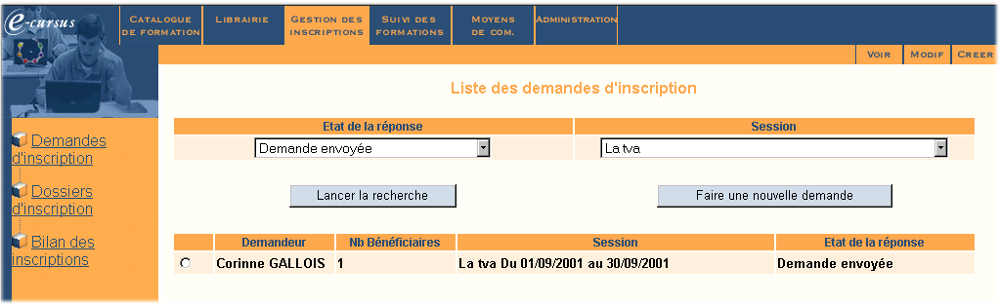 e-cursus
CATALOGUE
DE FORMATION
LIBRAIRIE
GESTION DES
INSCRIPTIONS
SUIVI DES
FORMATIONS
MOYENS
DE COM.
ADMINISTRATION
VOIR
MODIF
CREER
Demandes
d'inscription
Dossiers
d'inscription
Bilan des
inscriptions
Liste des demandes d'inscription
Etat de la réponse Session
Demande envoyée La tva
Lancer la recherche Faire une nouvelle demande
Demandeur Nb Bénéficiaires Session Etat de la réponse
Corinne GALLOIS 1 La tva Du 01/09/2001 au 30/09/2001 Demande envoyée